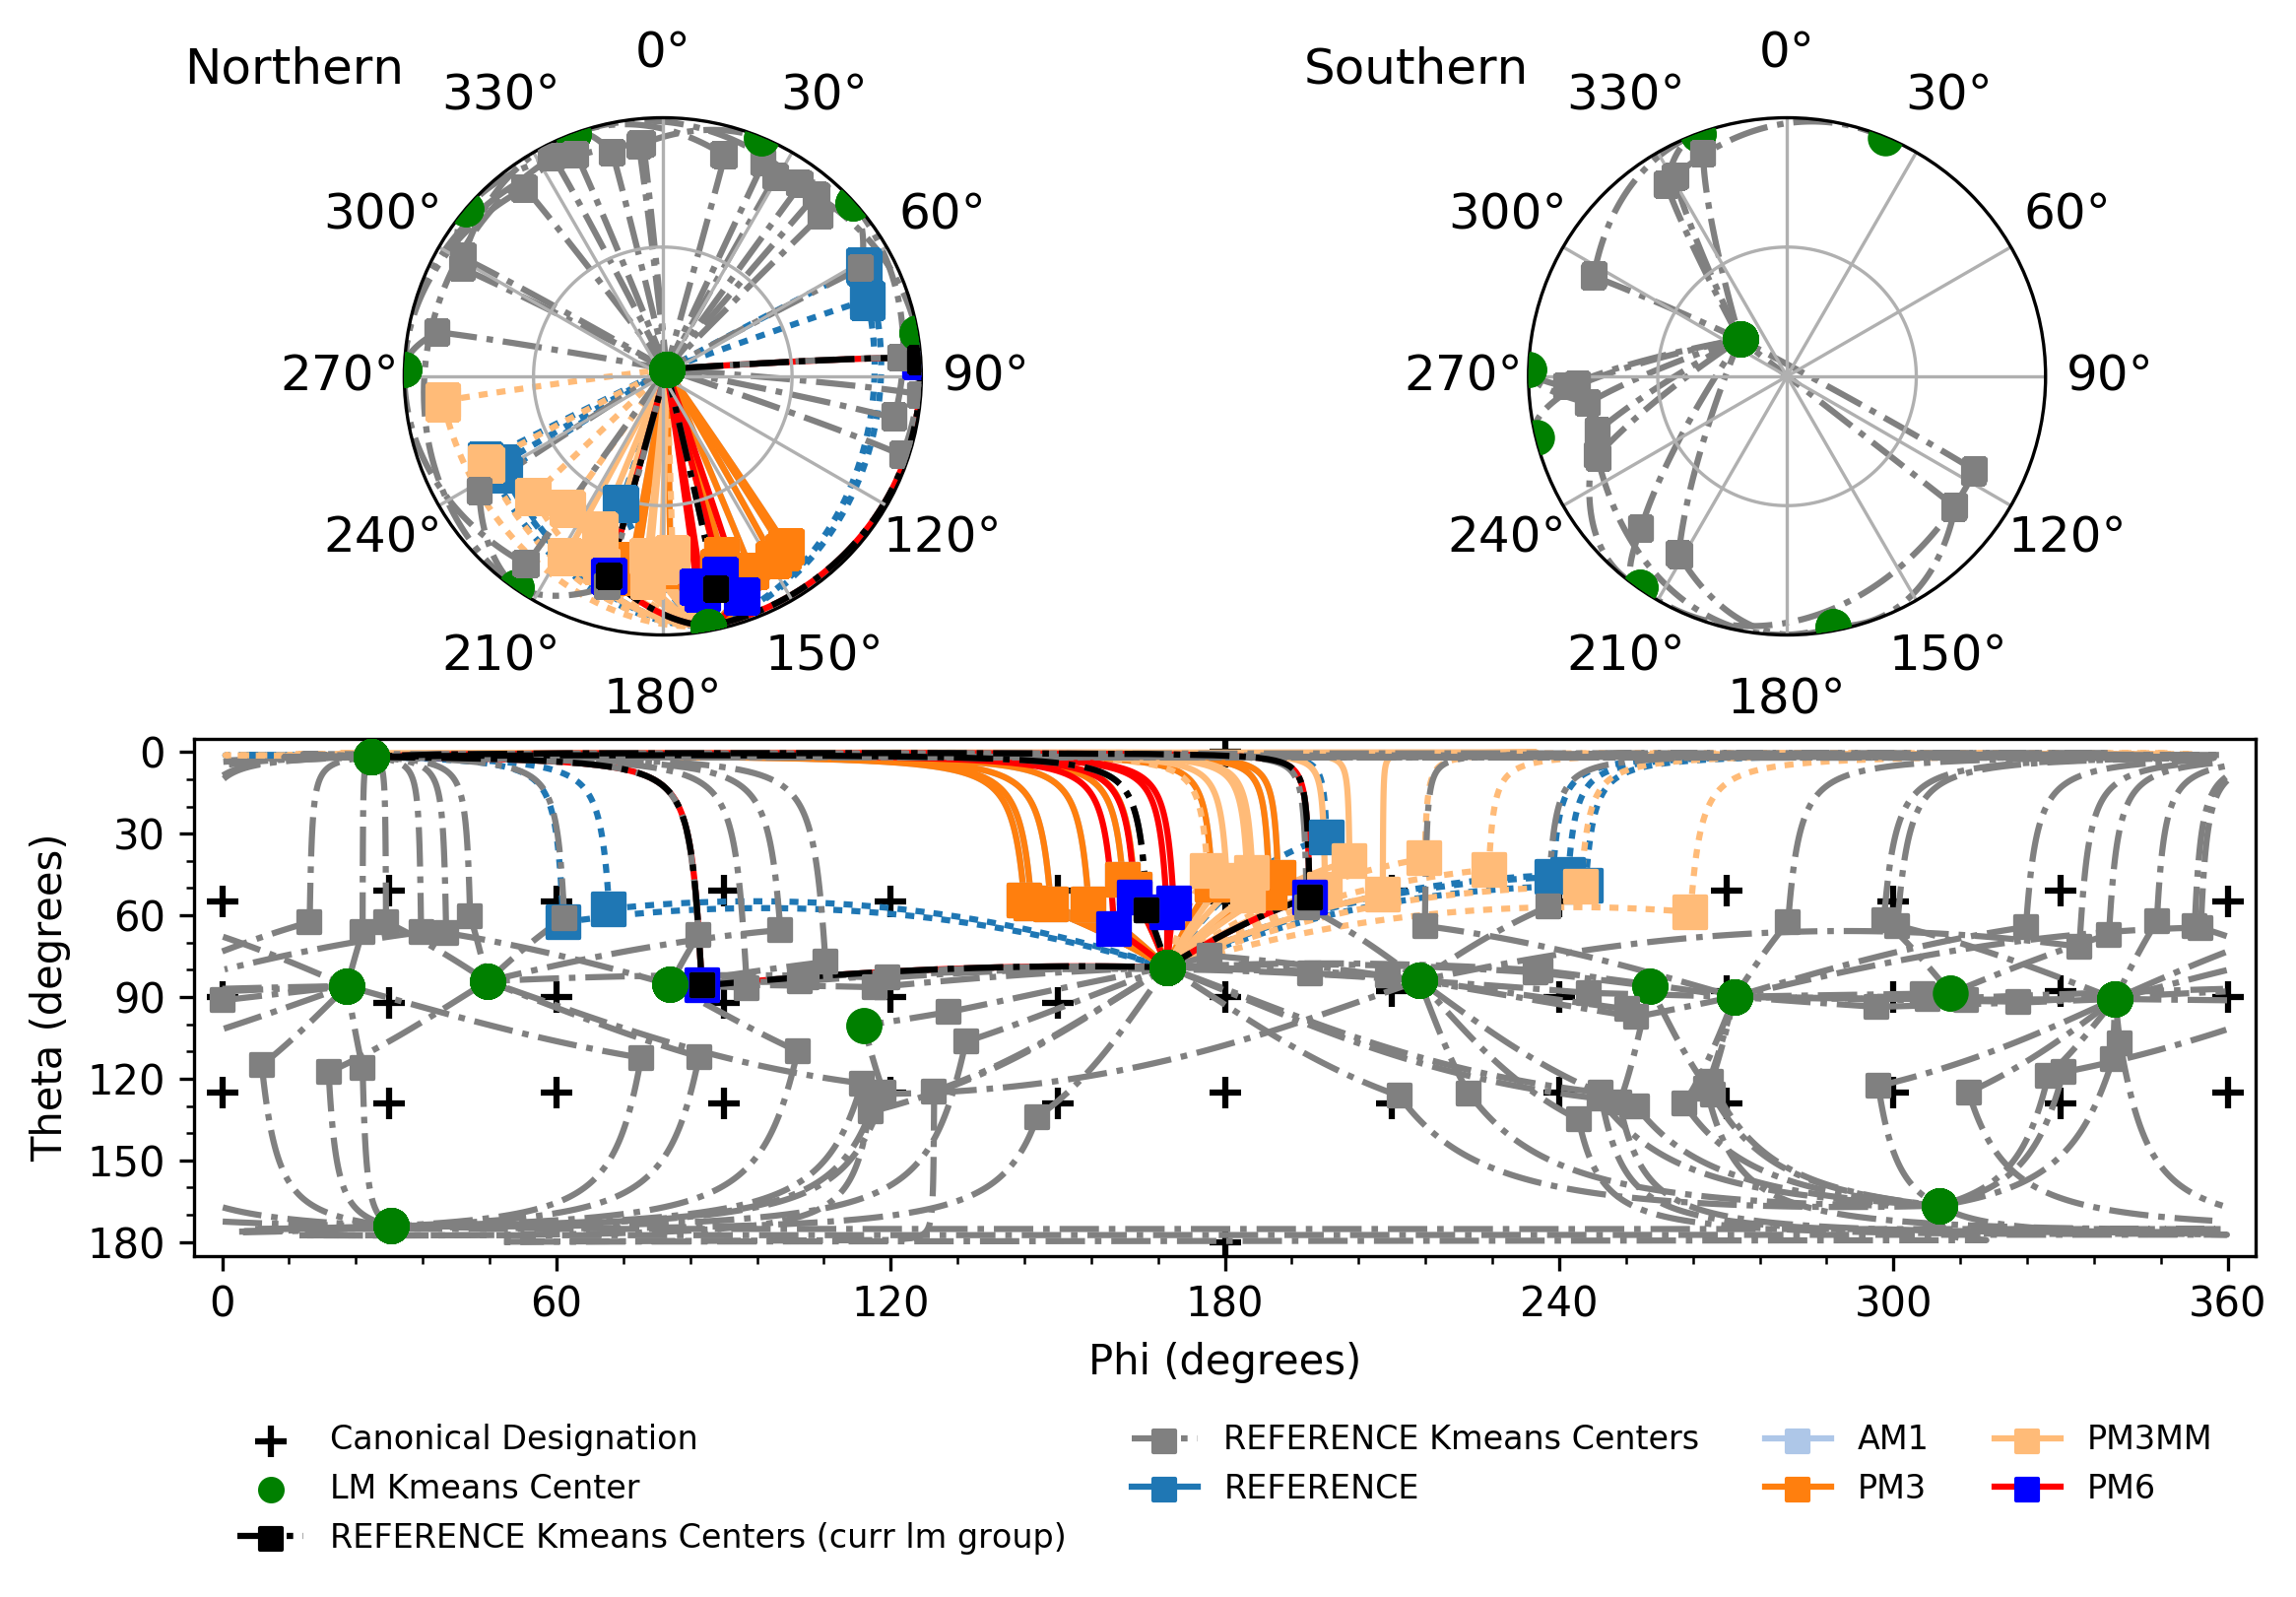 Northern
0°
330°
30°
300°
60°
270°
90°
240°
120°
210°
150°
180°
Southern
0°
330°
30°
300°
60°
270°
90°
240°
120°
210°
150°
180°
Theta (degrees)
0
30
60
90
120
150
180
0 60 120 180 240 300 360
Phi (degrees)
Canonical Designation
LM Kmeans Center
REFERENCE Kmeans Centers (curr lm group)
REFERENCE Kmeans Centers
REFERENCE
AM1
PM3
PM3MM
PM6